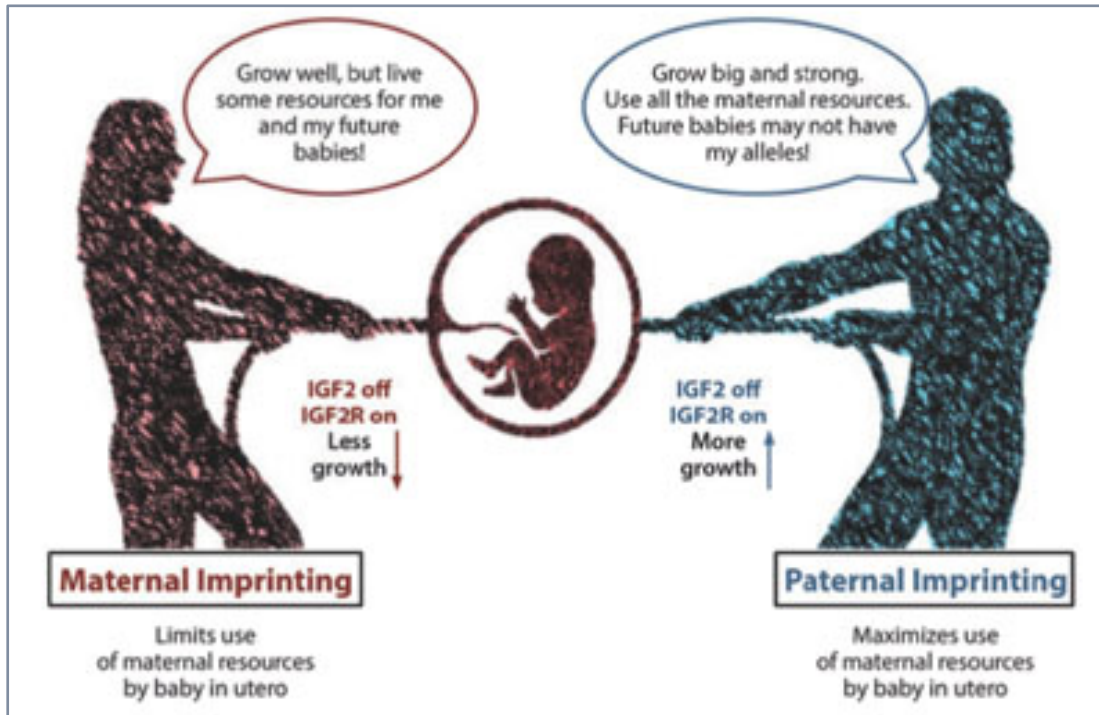 Grow well, but live
some resources for me
and my future
babies!
Grow big and strong.
Use all the maternal resources.
Future babies may not have
my alleles!
IGF2 off
IGF2R on
Less
growth
IGF2 off
IGF2R on
More
growth
Maternal Imprinting
Limits use
of maternal resources
by baby in utero
Paternal Imprinting
Maximizes use
of maternal resources
by baby in utero